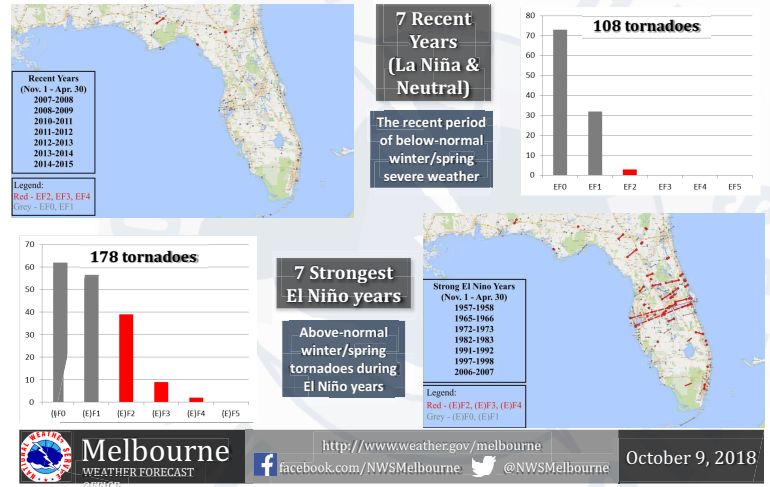 Recent Years
(Nov. 1 - Apr. 30)
2007-2008
2008-2009
2010-2011
2011-2012
2012-2013
2013-2014
2014-2015
Legend:
Red - EF2, EF3, EF4
Grey - EF0, EF1
7 Recent
Years
(La Niña &
Neutral)
The recent period
of below-normal
winter/spring
severe weather
108 tornadoes
80
70
60
50
40
30
20
10
0
EF0 EF1 EF2 EF3 EF4 EF5
178 tornadoes
70
60
50
40
30
20
10
0
(E)F1 (E)F2 (E)F3 (E)F4 (E)F5
7 Strongest
El Niño years
Above-normal
winter/spring
tornadoes during
El Niño years
Strong El Nino Years
(Nov. 1 - Apr. 30)
1957-1958
1965-1966
1972-1973
1982-1983
1991-1992
1997-1998
2006-2007
Legend:
Red - (E)F2, (E)F3, (E)F4
Grey - (E)F0, (E)F1
NATIONAL WEATHER SERVICE
Melbourne
WEATHER FORECAST
OFFICE
http://www.weather.gov/melbourne
facebook.com/NWSMelbourne
@NWSMelbourne
October 9, 2018